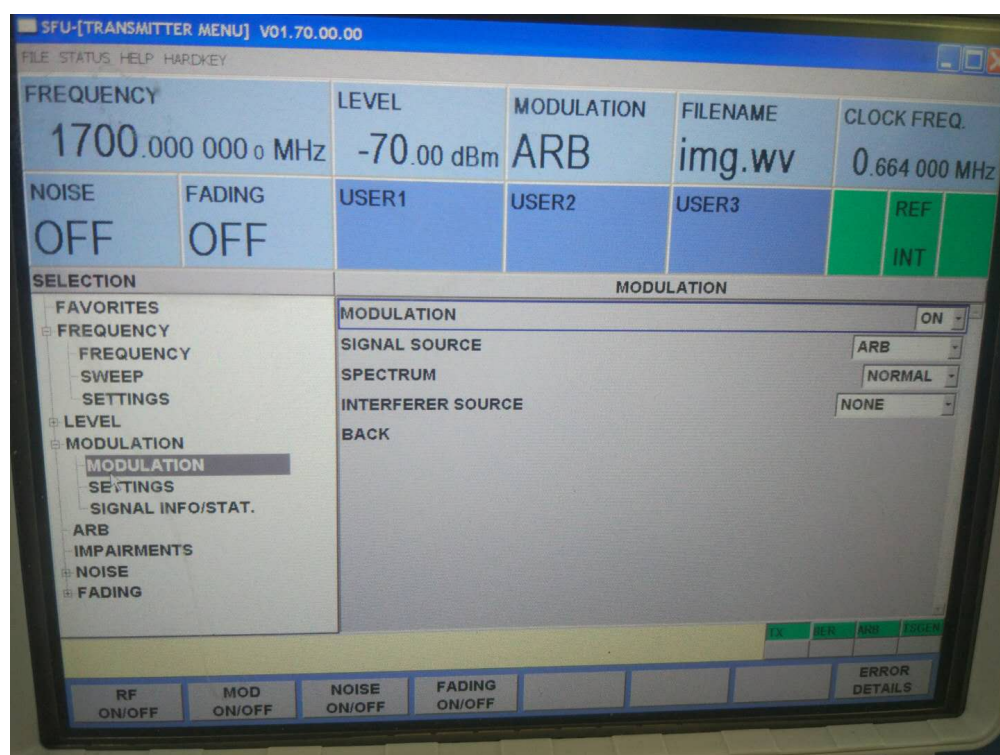 SFU-[TRANSMITTER MENU] V01.70.00.00
FILE STATUS HELP HARDKEY
FREQUENCY
1700.000 000 0 MHz
LEVEL
-70.00 dBm
MODULATION
ARB
FILENAME
img.wv
CLOCK FREQ.
0.664 000 MHz
NOISE
OFF
FADING
OFF
USER1
USER2
USER3
REF
INT
SELECTION
FAVORITES
FREQUENCY
FREQUENCY
SWEEP
SETTINGS
LEVEL
MODULATION
MODULATION
SETTINGS
SIGNAL INFO/STAT.
ARB
IMPAIRMENTS
NOISE
FADING
MODULATION
MODULATION ON
SIGNAL SOURCE ARB
SPECTRUM NORMAL
INTERFERER SOURCE NONE
BACK
TX BER ARB TSGEN
RF ON/OFF
MOD ON/OFF
NOISE ON/OFF
FADING ON/OFF
ERROR DETAILS